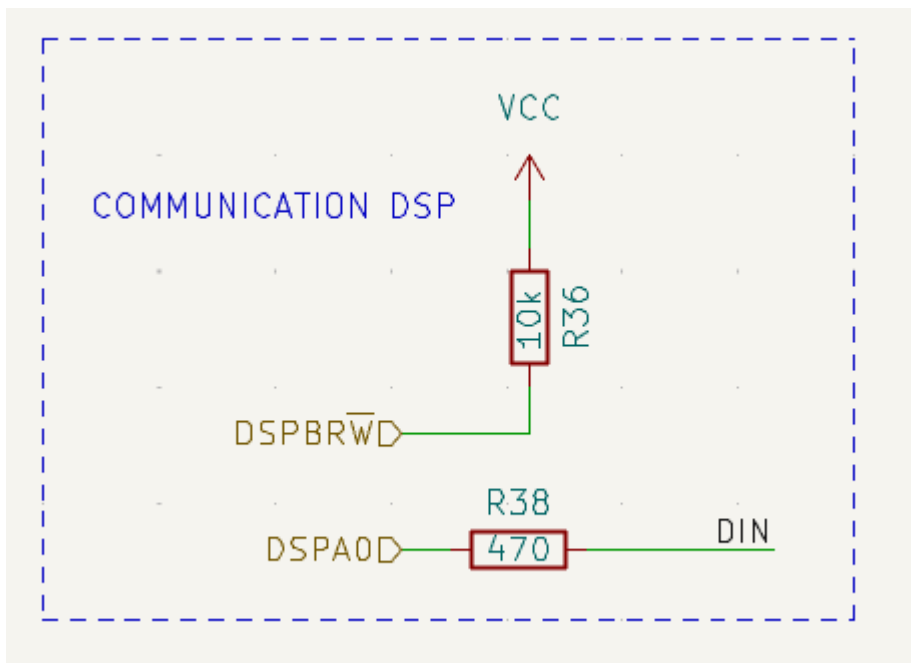 VCC
COMMUNICATION DSP
10k
R36
DSPBRW̅
R38
DIN
DSPA0
470